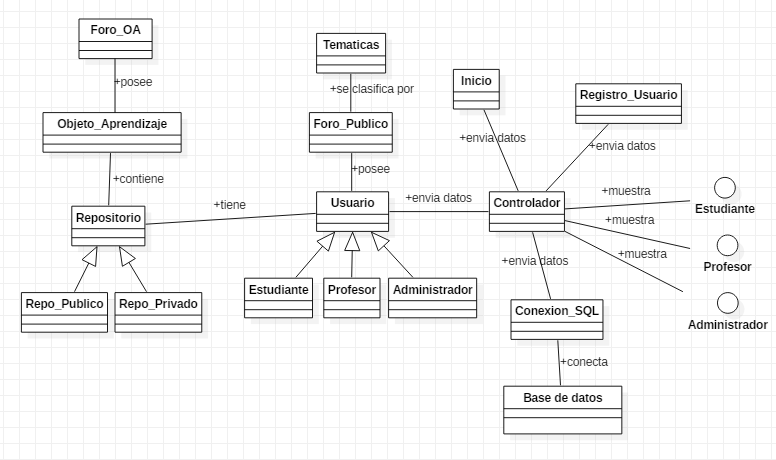 Foro_OA
+posee
Objeto_Aprendizaje
+contiene
Repositorio
Repo_Publico
Repo_Privado
+tiene
Tematicas
+se clasifica por
Foro_Publico
+posee
Usuario
Estudiante
Profesor
Administrador
+envia datos
Inicio
+envia datos
Registro_Usuario
+envia datos
Controlador
+muestra
Estudiante
+muestra
Profesor
+muestra
Administrador
+envia datos
Conexion_SQL
+conecta
Base de datos